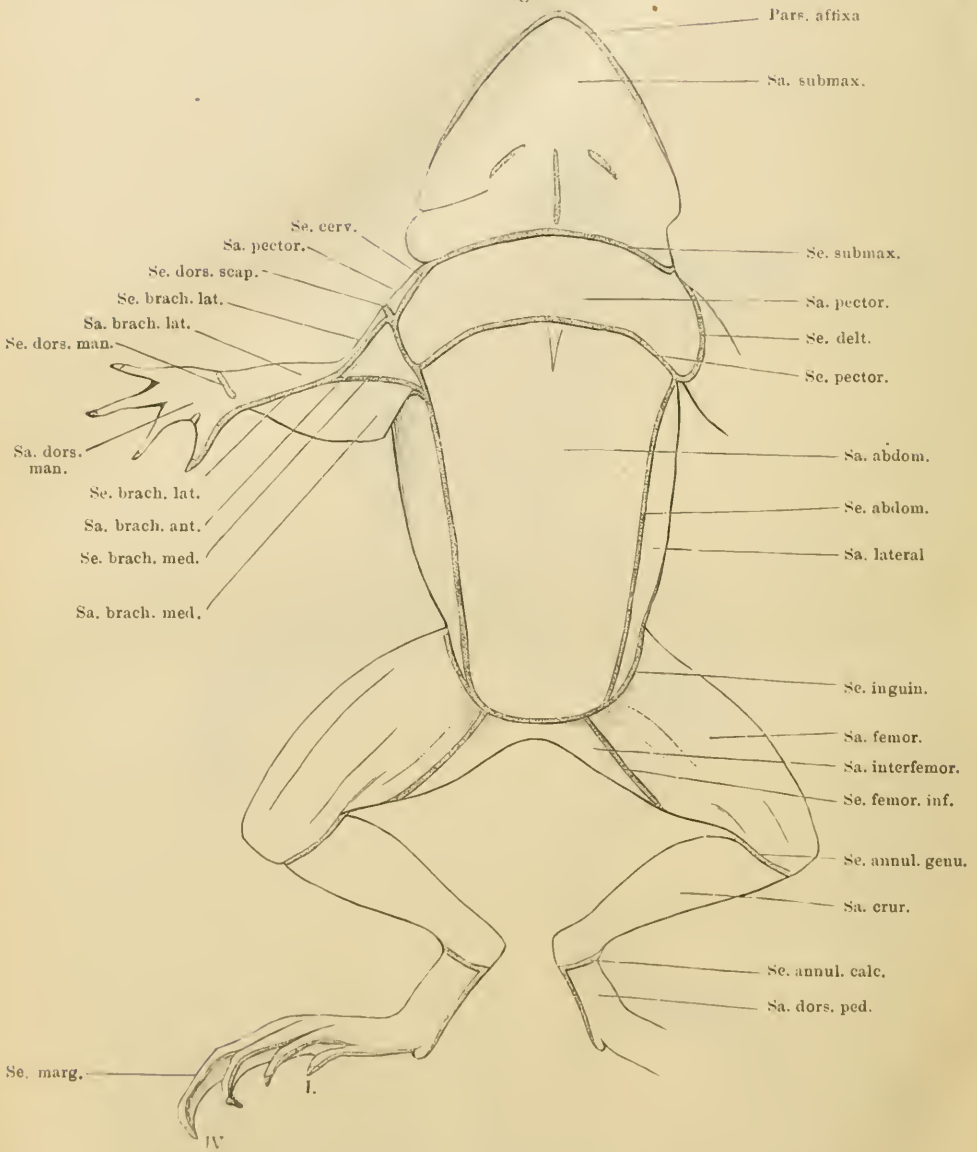 Pars. affixa
Sa. submax.
Se. cerv.
Sa. pector.
Se. dors. scap.
Se. brach. lat.
Sa. brach. lat.
Se. dors. man.
Sa. dors.
man.
Se. brach. lat.
Sa. brach. ant.
Se. brach. med.
Sa. brach. med.
Se. submax.
Sa. pector.
Se. delt.
Se. pector.
Sa. abdom.
Se. abdom.
Sa. lateral
Se. inguin.
Sa. femor.
Sa. interfemor.
Se. femor. inf.
Se. annul. genu.
Sa. crur.
Se. annul. calc.
Sa. dors. ped.
Se. marg.
I.
IV